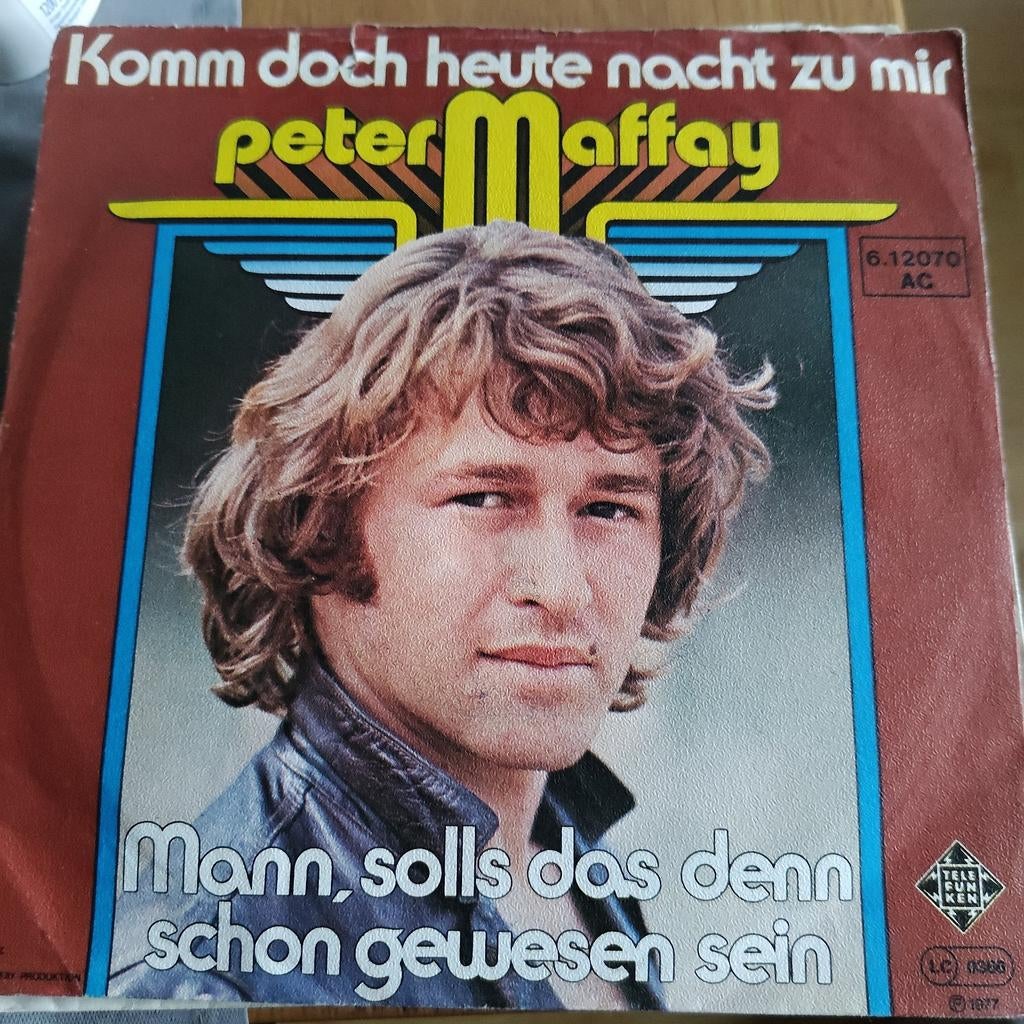 Komm doch heute nacht zu mir
peter Maffay
6.12070
AC
Mann, solls das denn
schon gewesen sein
TELE
FUN
KEN
LC 0366
PRODUKTION
℗ 1977